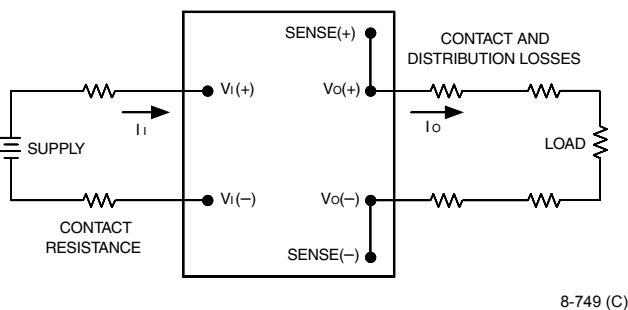 SENSE(+)
CONTACT AND
DISTRIBUTION LOSSES
VI(+)
VO(+)
II
IO
SUPPLY
LOAD
VI(–)
VO(–)
CONTACT
RESISTANCE
SENSE(–)
8-749 (C)